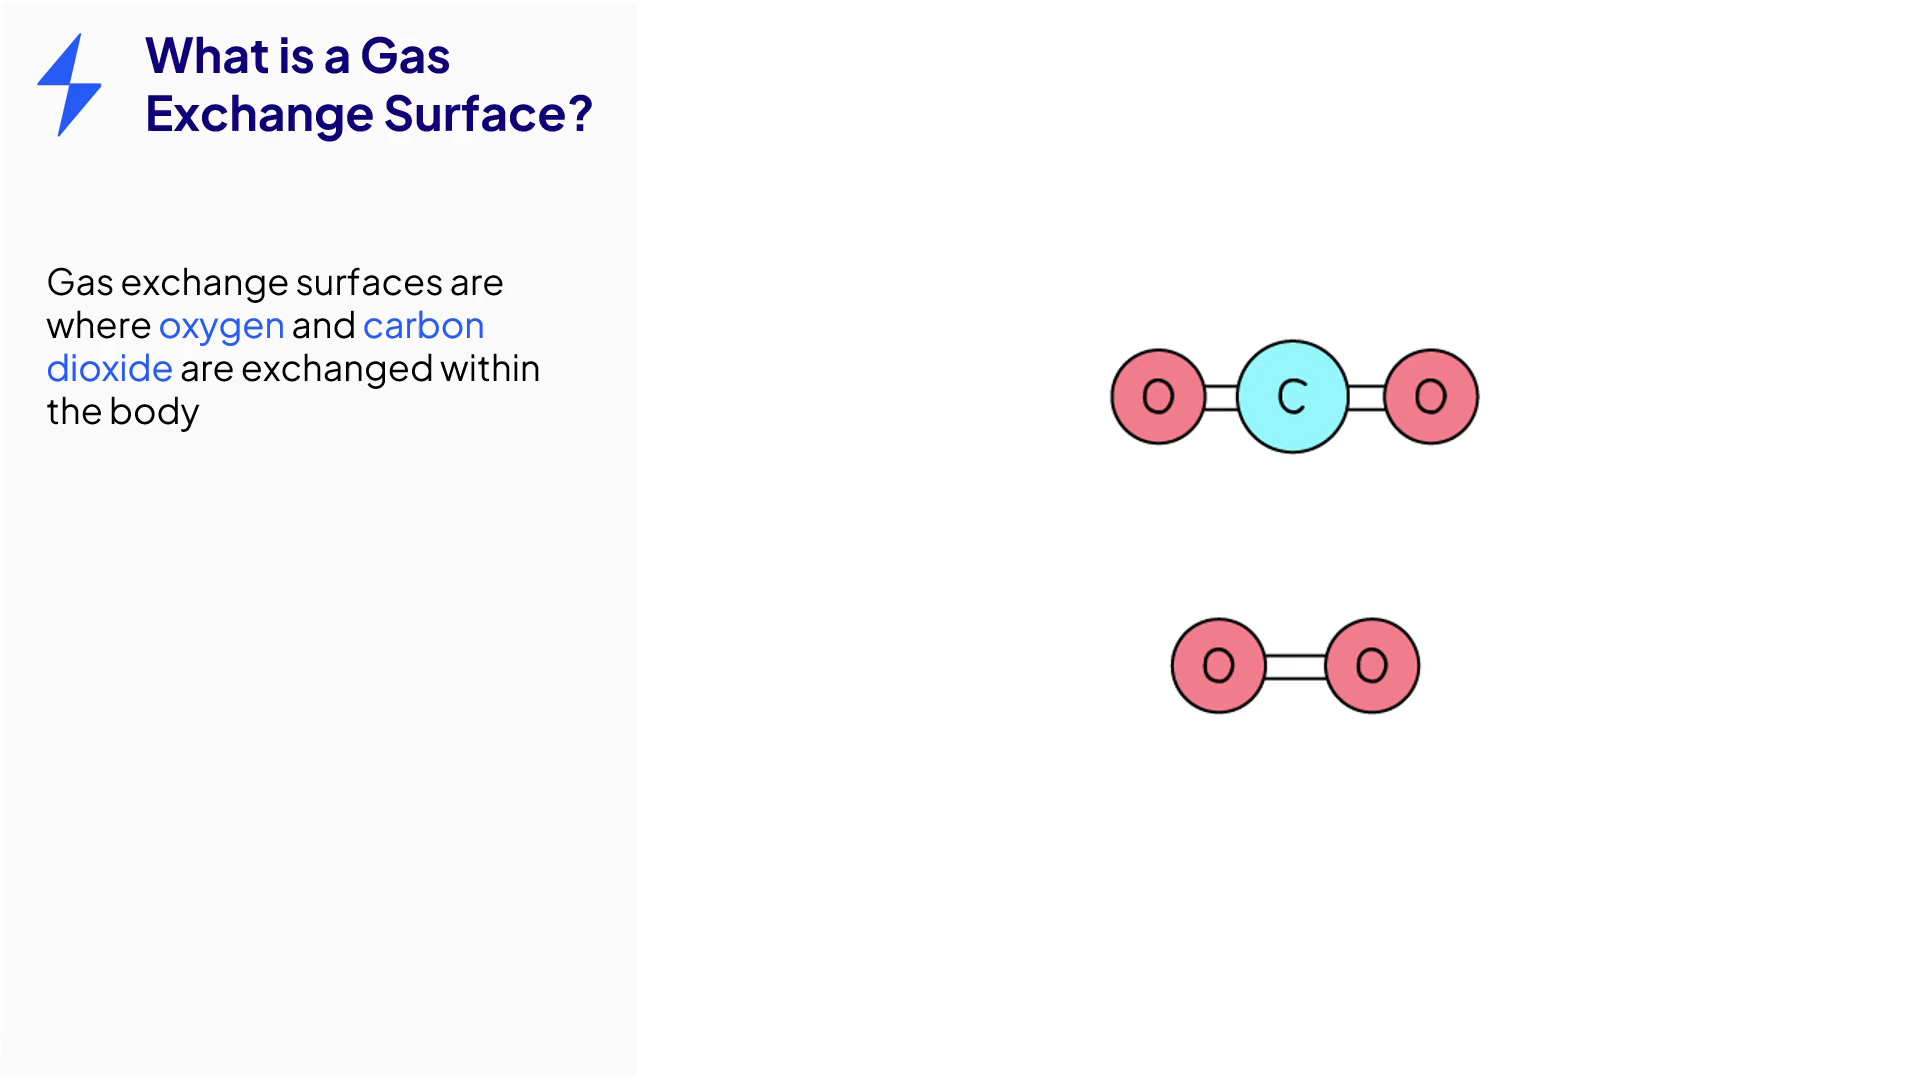 What is a Gas
Exchange Surface?
Gas exchange surfaces are
where oxygen and carbon
dioxide are exchanged within
the body
O C O
O O